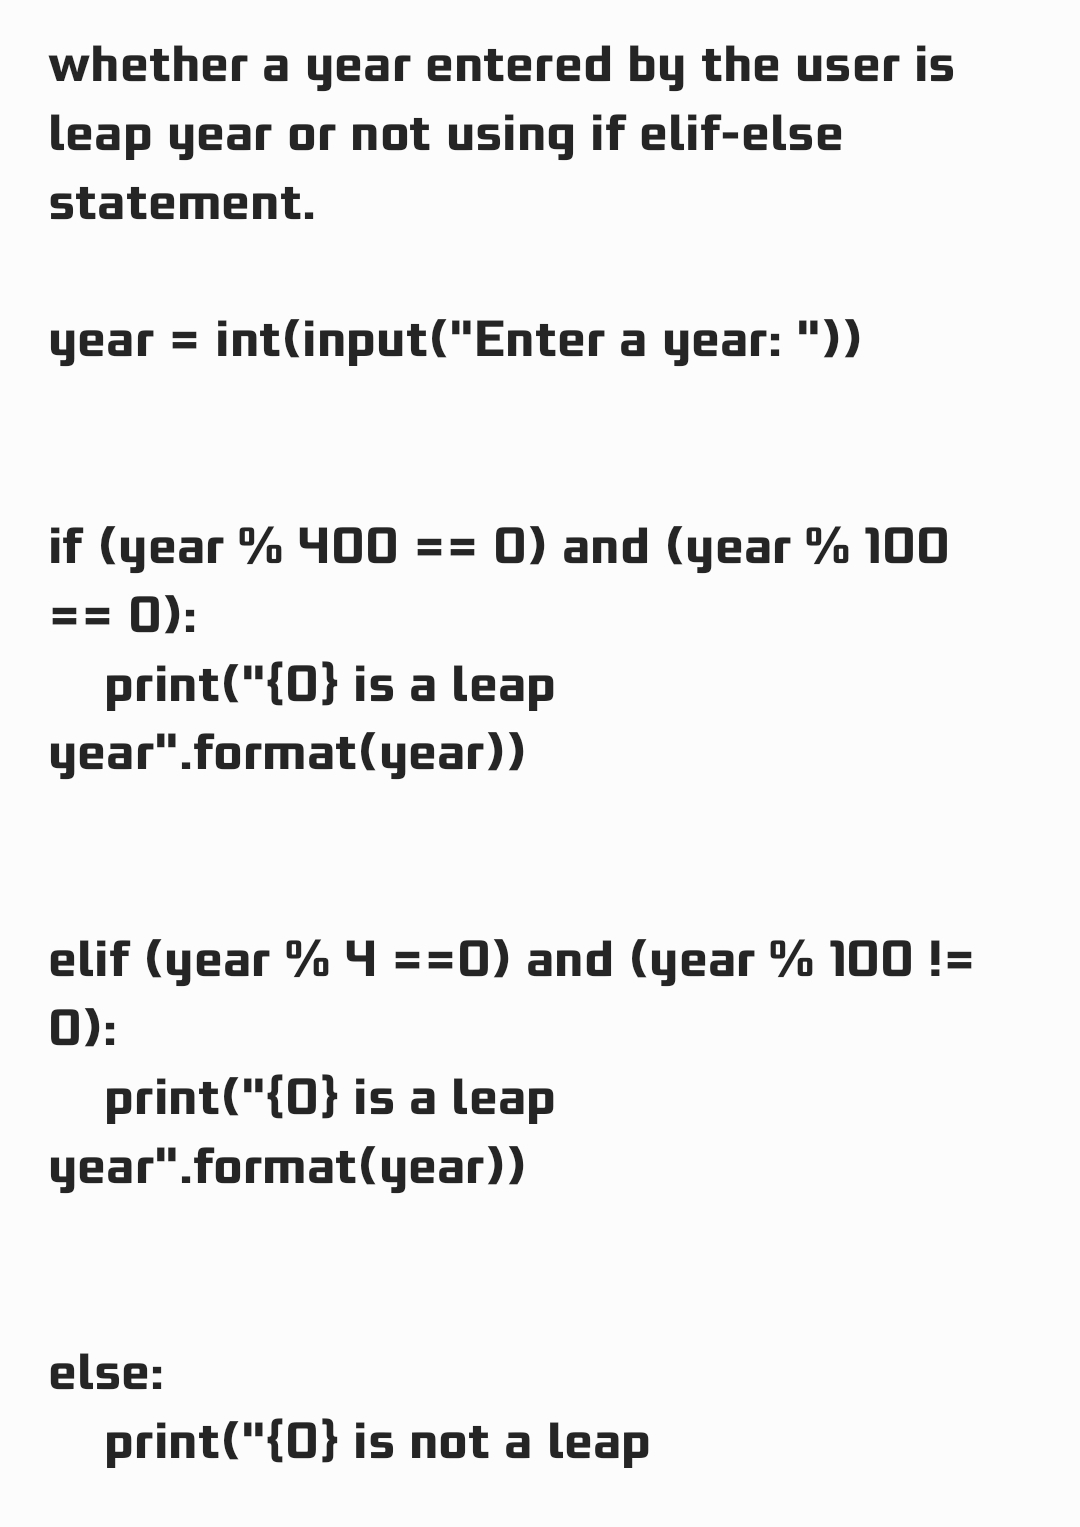 whether a year entered by the user is
leap year or not using if elif-else
statement.
year = int(input("Enter a year: "))
if (year % 400 == 0) and (year % 100
== 0):
print("{0} is a leap
year".format(year))
elif (year % 4 ==0) and (year % 100 !=
0):
print("{0} is a leap
year".format(year))
else:
print("{0} is not a leap